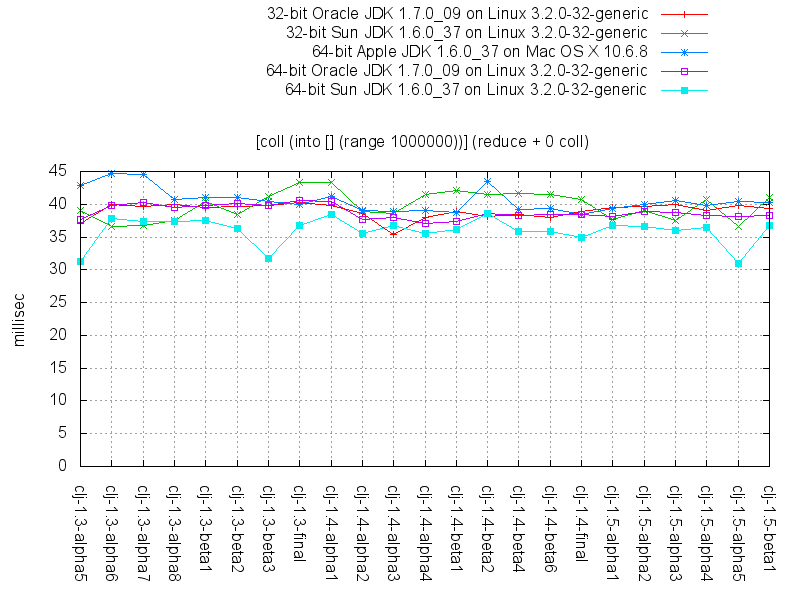 32-bit Oracle JDK 1.7.0_09 on Linux 3.2.0-32-generic
32-bit Sun JDK 1.6.0_37 on Linux 3.2.0-32-generic
64-bit Apple JDK 1.6.0_37 on Mac OS X 10.6.8
64-bit Oracle JDK 1.7.0_09 on Linux 3.2.0-32-generic
64-bit Sun JDK 1.6.0_37 on Linux 3.2.0-32-generic
[coll (into [] (range 1000000))] (reduce + 0 coll)
45
40
35
30
25
20
15
10
5
0
millisec
clj-1.3-alpha5
clj-1.3-alpha6
clj-1.3-alpha7
clj-1.3-alpha8
clj-1.3-beta1
clj-1.3-beta2
clj-1.3-beta3
clj-1.3-final
clj-1.4-alpha1
clj-1.4-alpha2
clj-1.4-alpha3
clj-1.4-alpha4
clj-1.4-beta1
clj-1.4-beta2
clj-1.4-beta4
clj-1.4-beta6
clj-1.4-final
clj-1.5-alpha1
clj-1.5-alpha2
clj-1.5-alpha3
clj-1.5-alpha4
clj-1.5-alpha5
clj-1.5-beta1